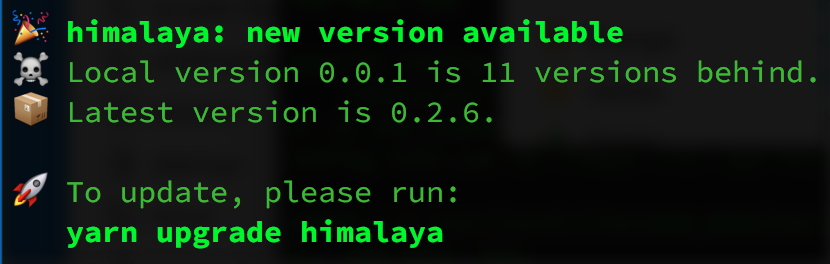 himalaya: new version available
Local version 0.0.1 is 11 versions behind.
Latest version is 0.2.6.
To update, please run:
yarn upgrade himalaya